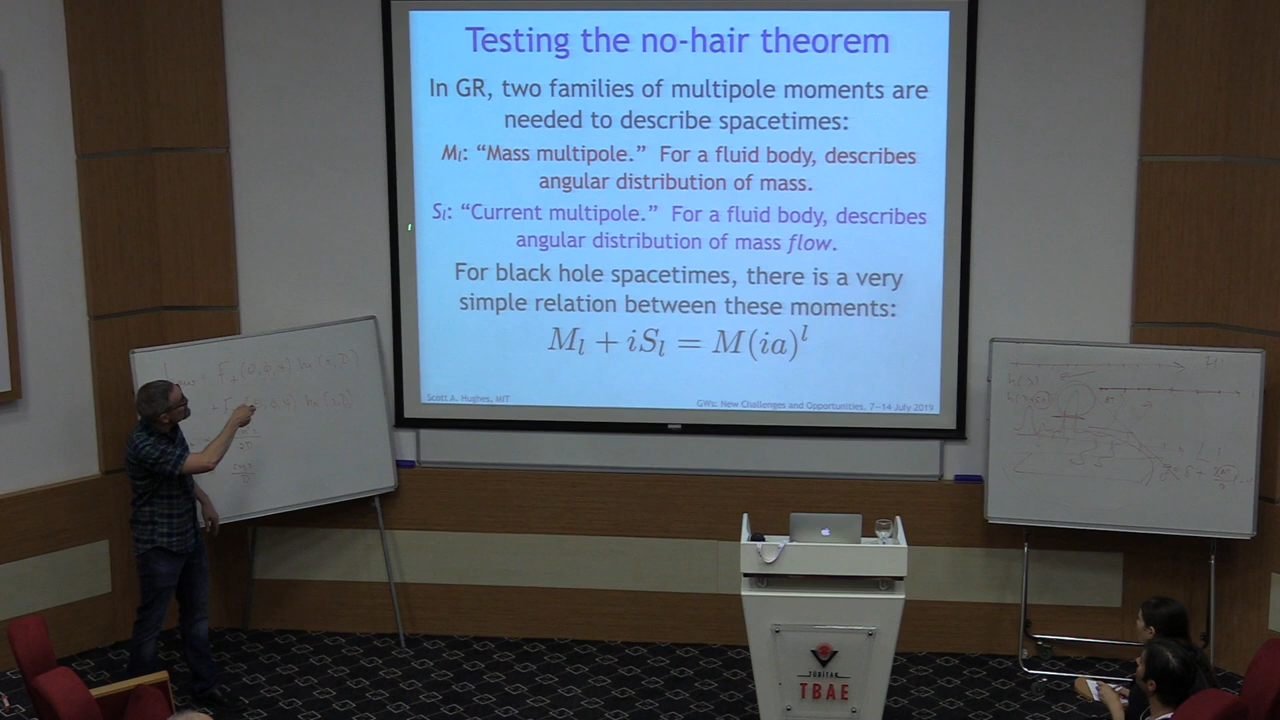 Testing the no-hair theorem
In GR, two families of multipole moments are
needed to describe spacetimes:
Mₗ: “Mass multipole.” For a fluid body, describes
angular distribution of mass.
Sₗ: “Current multipole.” For a fluid body, describes
angular distribution of mass flow.
For black hole spacetimes, there is a very
simple relation between these moments:
Mₗ + iSₗ = M(ia)ˡ
Scott A. Hughes, MIT
GWs: New Challenges and Opportunities, 7–14 July 2019
TÜBİTAK
TBAE